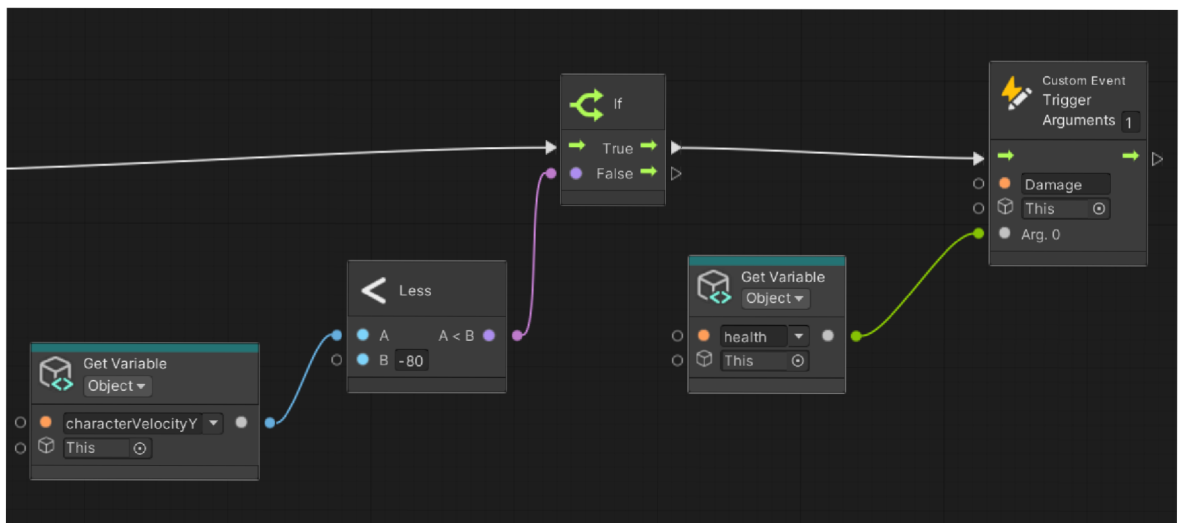 If
True
False
Custom Event
Trigger
Arguments 1
Damage
This
Arg. 0
Less
A A < B
B -80
Get Variable
Object
health
This
Get Variable
Object
characterVelocityY
This